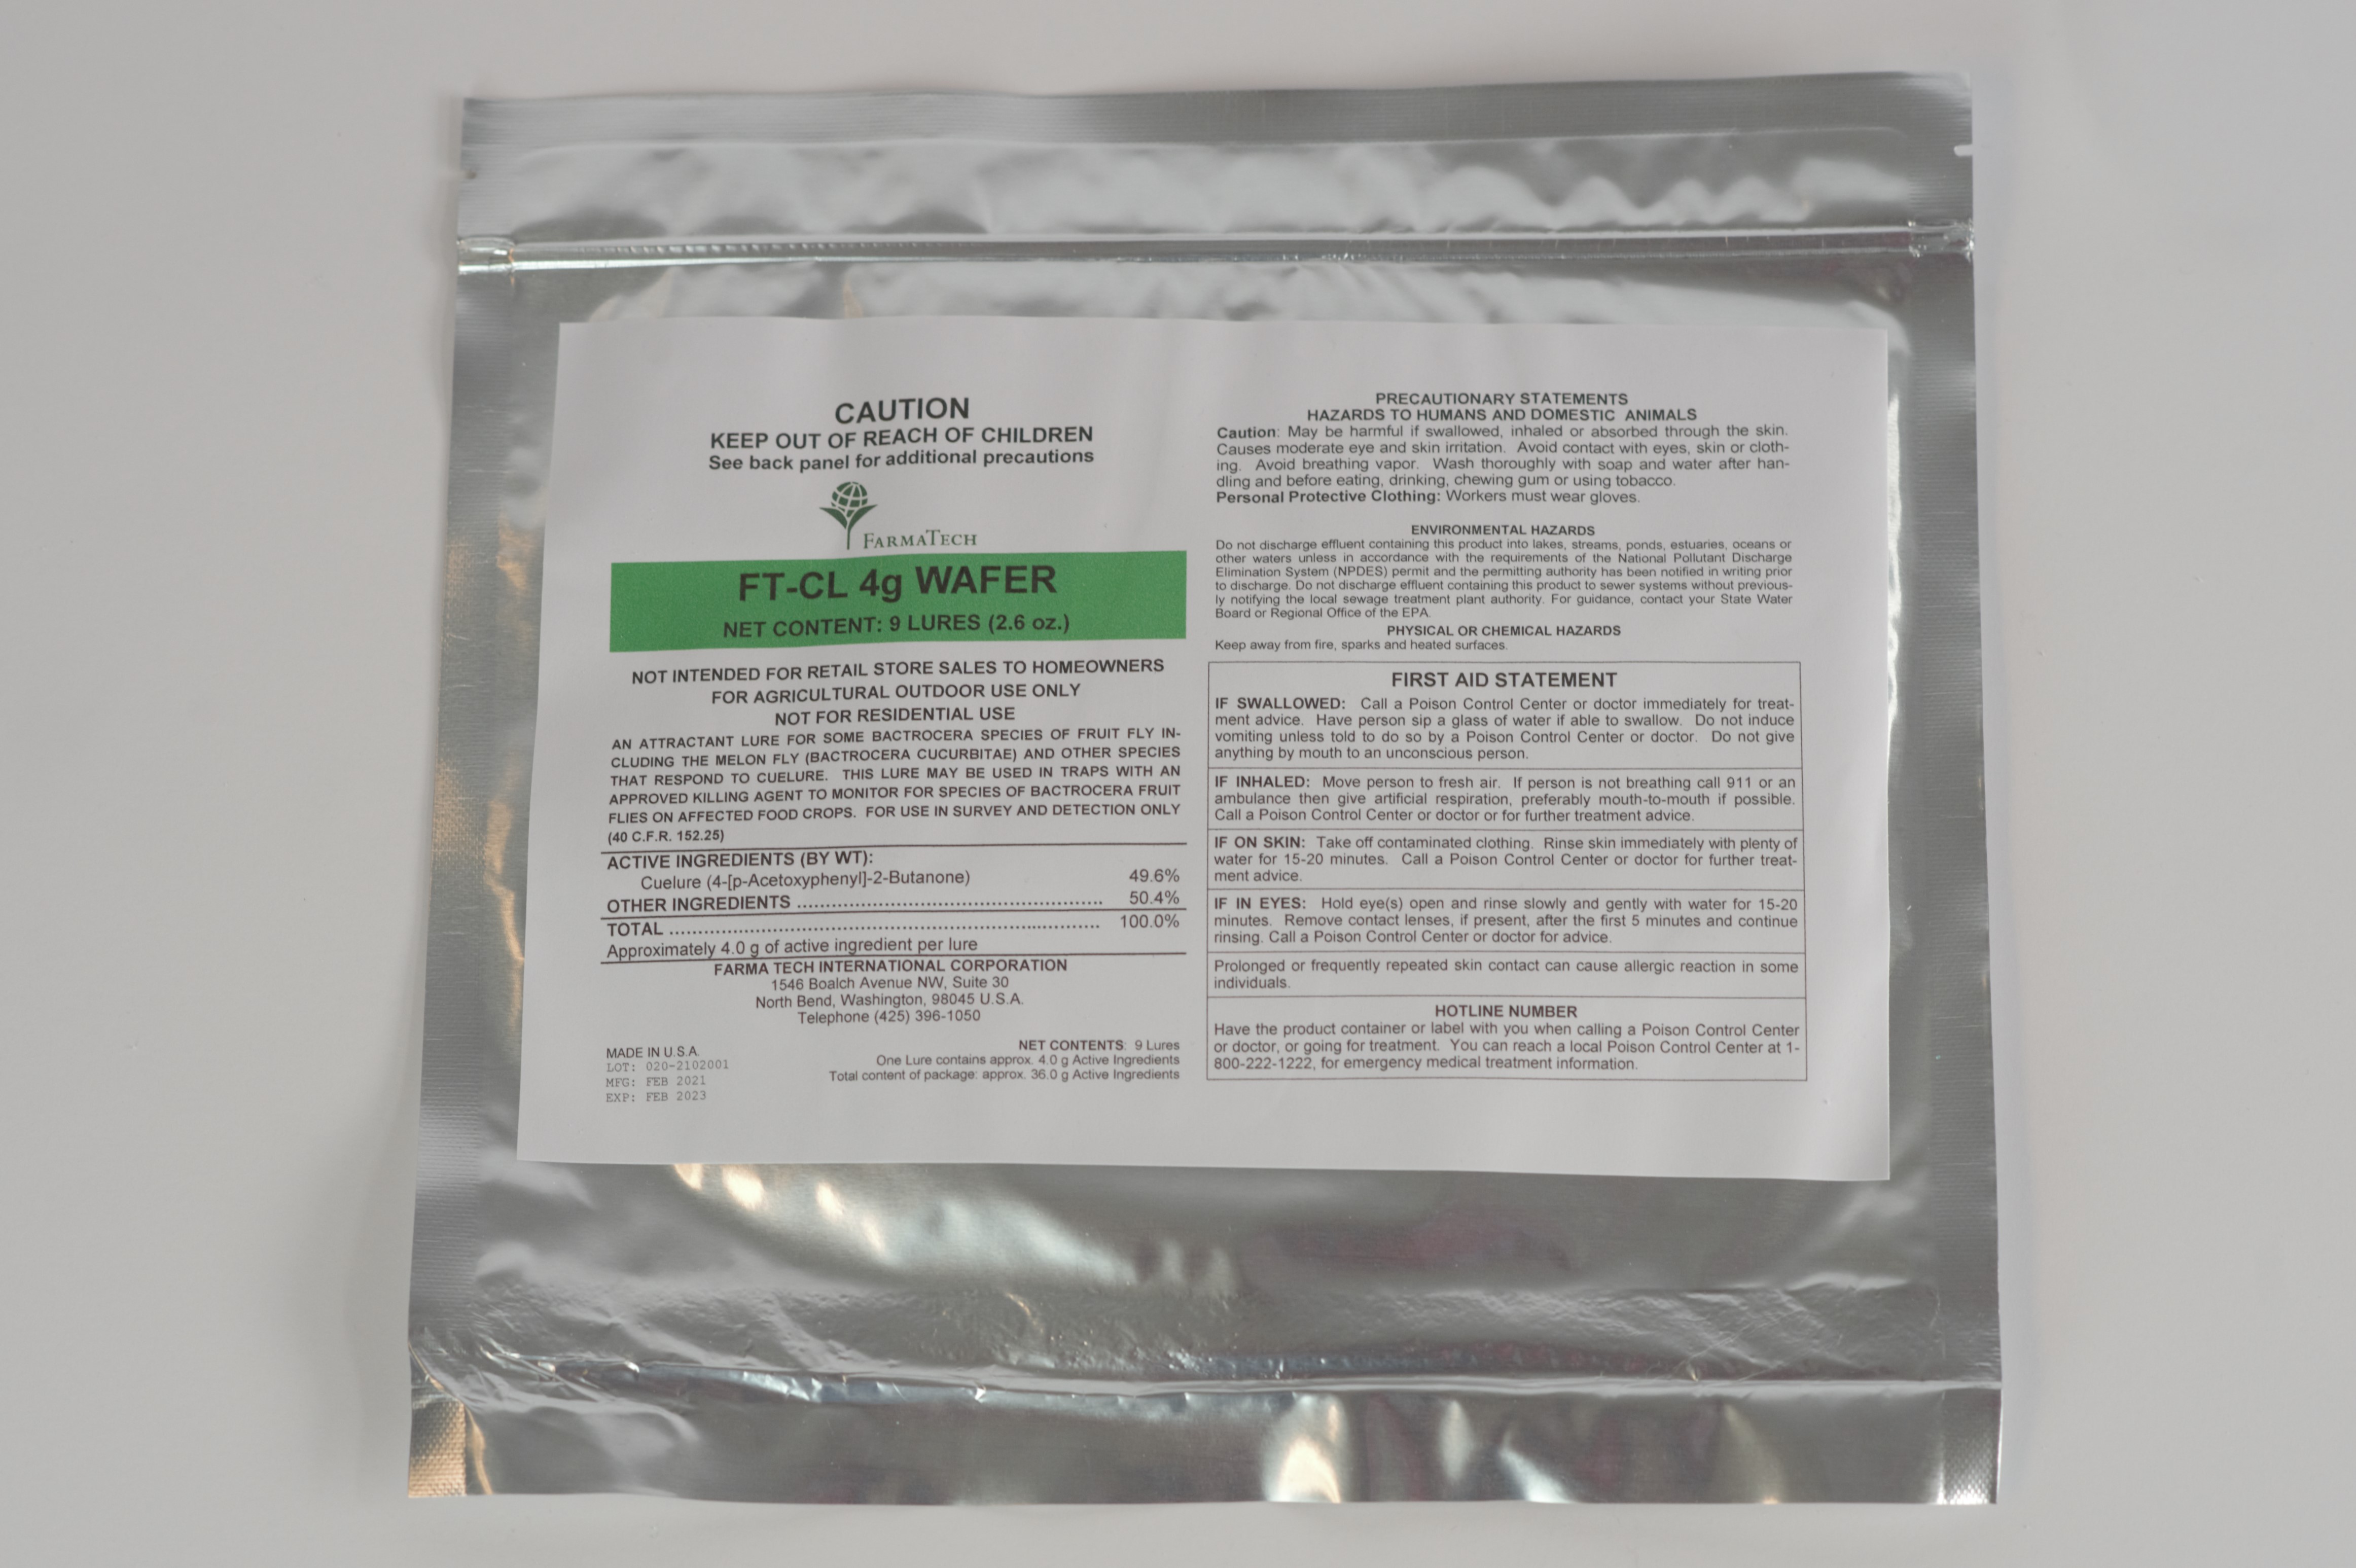 CAUTION
KEEP OUT OF REACH OF CHILDREN
See back panel for additional precautions
FARMATECH
FT-CL 4g WAFER
NET CONTENT: 9 LURES (2.6 oz.)
NOT INTENDED FOR RETAIL STORE SALES TO HOMEOWNERS
FOR AGRICULTURAL OUTDOOR USE ONLY
NOT FOR RESIDENTIAL USE
AN ATTRACTANT LURE FOR SOME BACTROCERA SPECIES OF FRUIT FLY IN-
CLUDING THE MELON FLY (BACTROCERA CUCURBITAE) AND OTHER SPECIES
THAT RESPOND TO CUELURE. THIS LURE MAY BE USED IN TRAPS WITH AN
APPROVED KILLING AGENT TO MONITOR FOR SPECIES OF BACTROCERA FRUIT
FLIES ON AFFECTED FOOD CROPS. FOR USE IN SURVEY AND DETECTION ONLY
(40 C.F.R. 152.25)
ACTIVE INGREDIENTS (BY WT):
Cuelure (4-[p-Acetoxyphenyl]-2-Butanone) 49.6%
OTHER INGREDIENTS .................................................. 50.4%
TOTAL ...................................................................... 100.0%
Approximately 4.0 g of active ingredient per lure
FARMA TECH INTERNATIONAL CORPORATION
1546 Boalch Avenue NW, Suite 30
North Bend, Washington, 98045 U.S.A.
Telephone (425) 396-1050
MADE IN U.S.A.
LOT: 020-2102001
MFG: FEB 2021
EXP: FEB 2023
NET CONTENTS: 9 Lures
One Lure contains approx. 4.0 g Active Ingredients
Total content of package: approx. 36.0 g Active Ingredients
PRECAUTIONARY STATEMENTS
HAZARDS TO HUMANS AND DOMESTIC ANIMALS
Caution: May be harmful if swallowed, inhaled or absorbed through the skin.
Causes moderate eye and skin irritation. Avoid contact with eyes, skin or cloth-
ing. Avoid breathing vapor. Wash thoroughly with soap and water after han-
dling and before eating, drinking, chewing gum or using tobacco.
Personal Protective Clothing: Workers must wear gloves.
ENVIRONMENTAL HAZARDS
Do not discharge effluent containing this product into lakes, streams, ponds, estuaries, oceans or
other waters unless in accordance with the requirements of the National Pollutant Discharge
Elimination System (NPDES) permit and the permitting authority has been notified in writing prior
to discharge. Do not discharge effluent containing this product to sewer systems without previous-
ly notifying the local sewage treatment plant authority. For guidance, contact your State Water
Board or Regional Office of the EPA.
PHYSICAL OR CHEMICAL HAZARDS
Keep away from fire, sparks and heated surfaces.
FIRST AID STATEMENT
IF SWALLOWED: Call a Poison Control Center or doctor immediately for treat-
ment advice. Have person sip a glass of water if able to swallow. Do not induce
vomiting unless told to do so by a Poison Control Center or doctor. Do not give
anything by mouth to an unconscious person.
IF INHALED: Move person to fresh air. If person is not breathing call 911 or an
ambulance then give artificial respiration, preferably mouth-to-mouth if possible.
Call a Poison Control Center or doctor or for further treatment advice.
IF ON SKIN: Take off contaminated clothing. Rinse skin immediately with plenty of
water for 15-20 minutes. Call a Poison Control Center or doctor for further treat-
ment advice.
IF IN EYES: Hold eye(s) open and rinse slowly and gently with water for 15-20
minutes. Remove contact lenses, if present, after the first 5 minutes and continue
rinsing. Call a Poison Control Center or doctor for advice.
Prolonged or frequently repeated skin contact can cause allergic reaction in some
individuals.
HOTLINE NUMBER
Have the product container or label with you when calling a Poison Control Center
or doctor, or going for treatment. You can reach a local Poison Control Center at 1-
800-222-1222, for emergency medical treatment information.